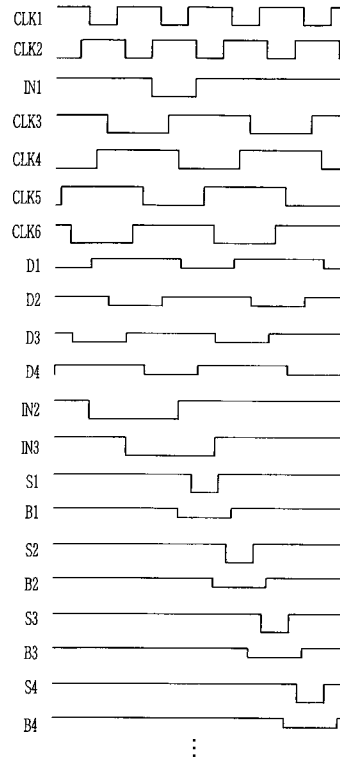 CLK1
CLK2
IN1
CLK3
CLK4
CLK5
CLK6
D1
D2
D3
D4
IN2
IN3
S1
B1
S2
B2
S3
B3
S4
B4